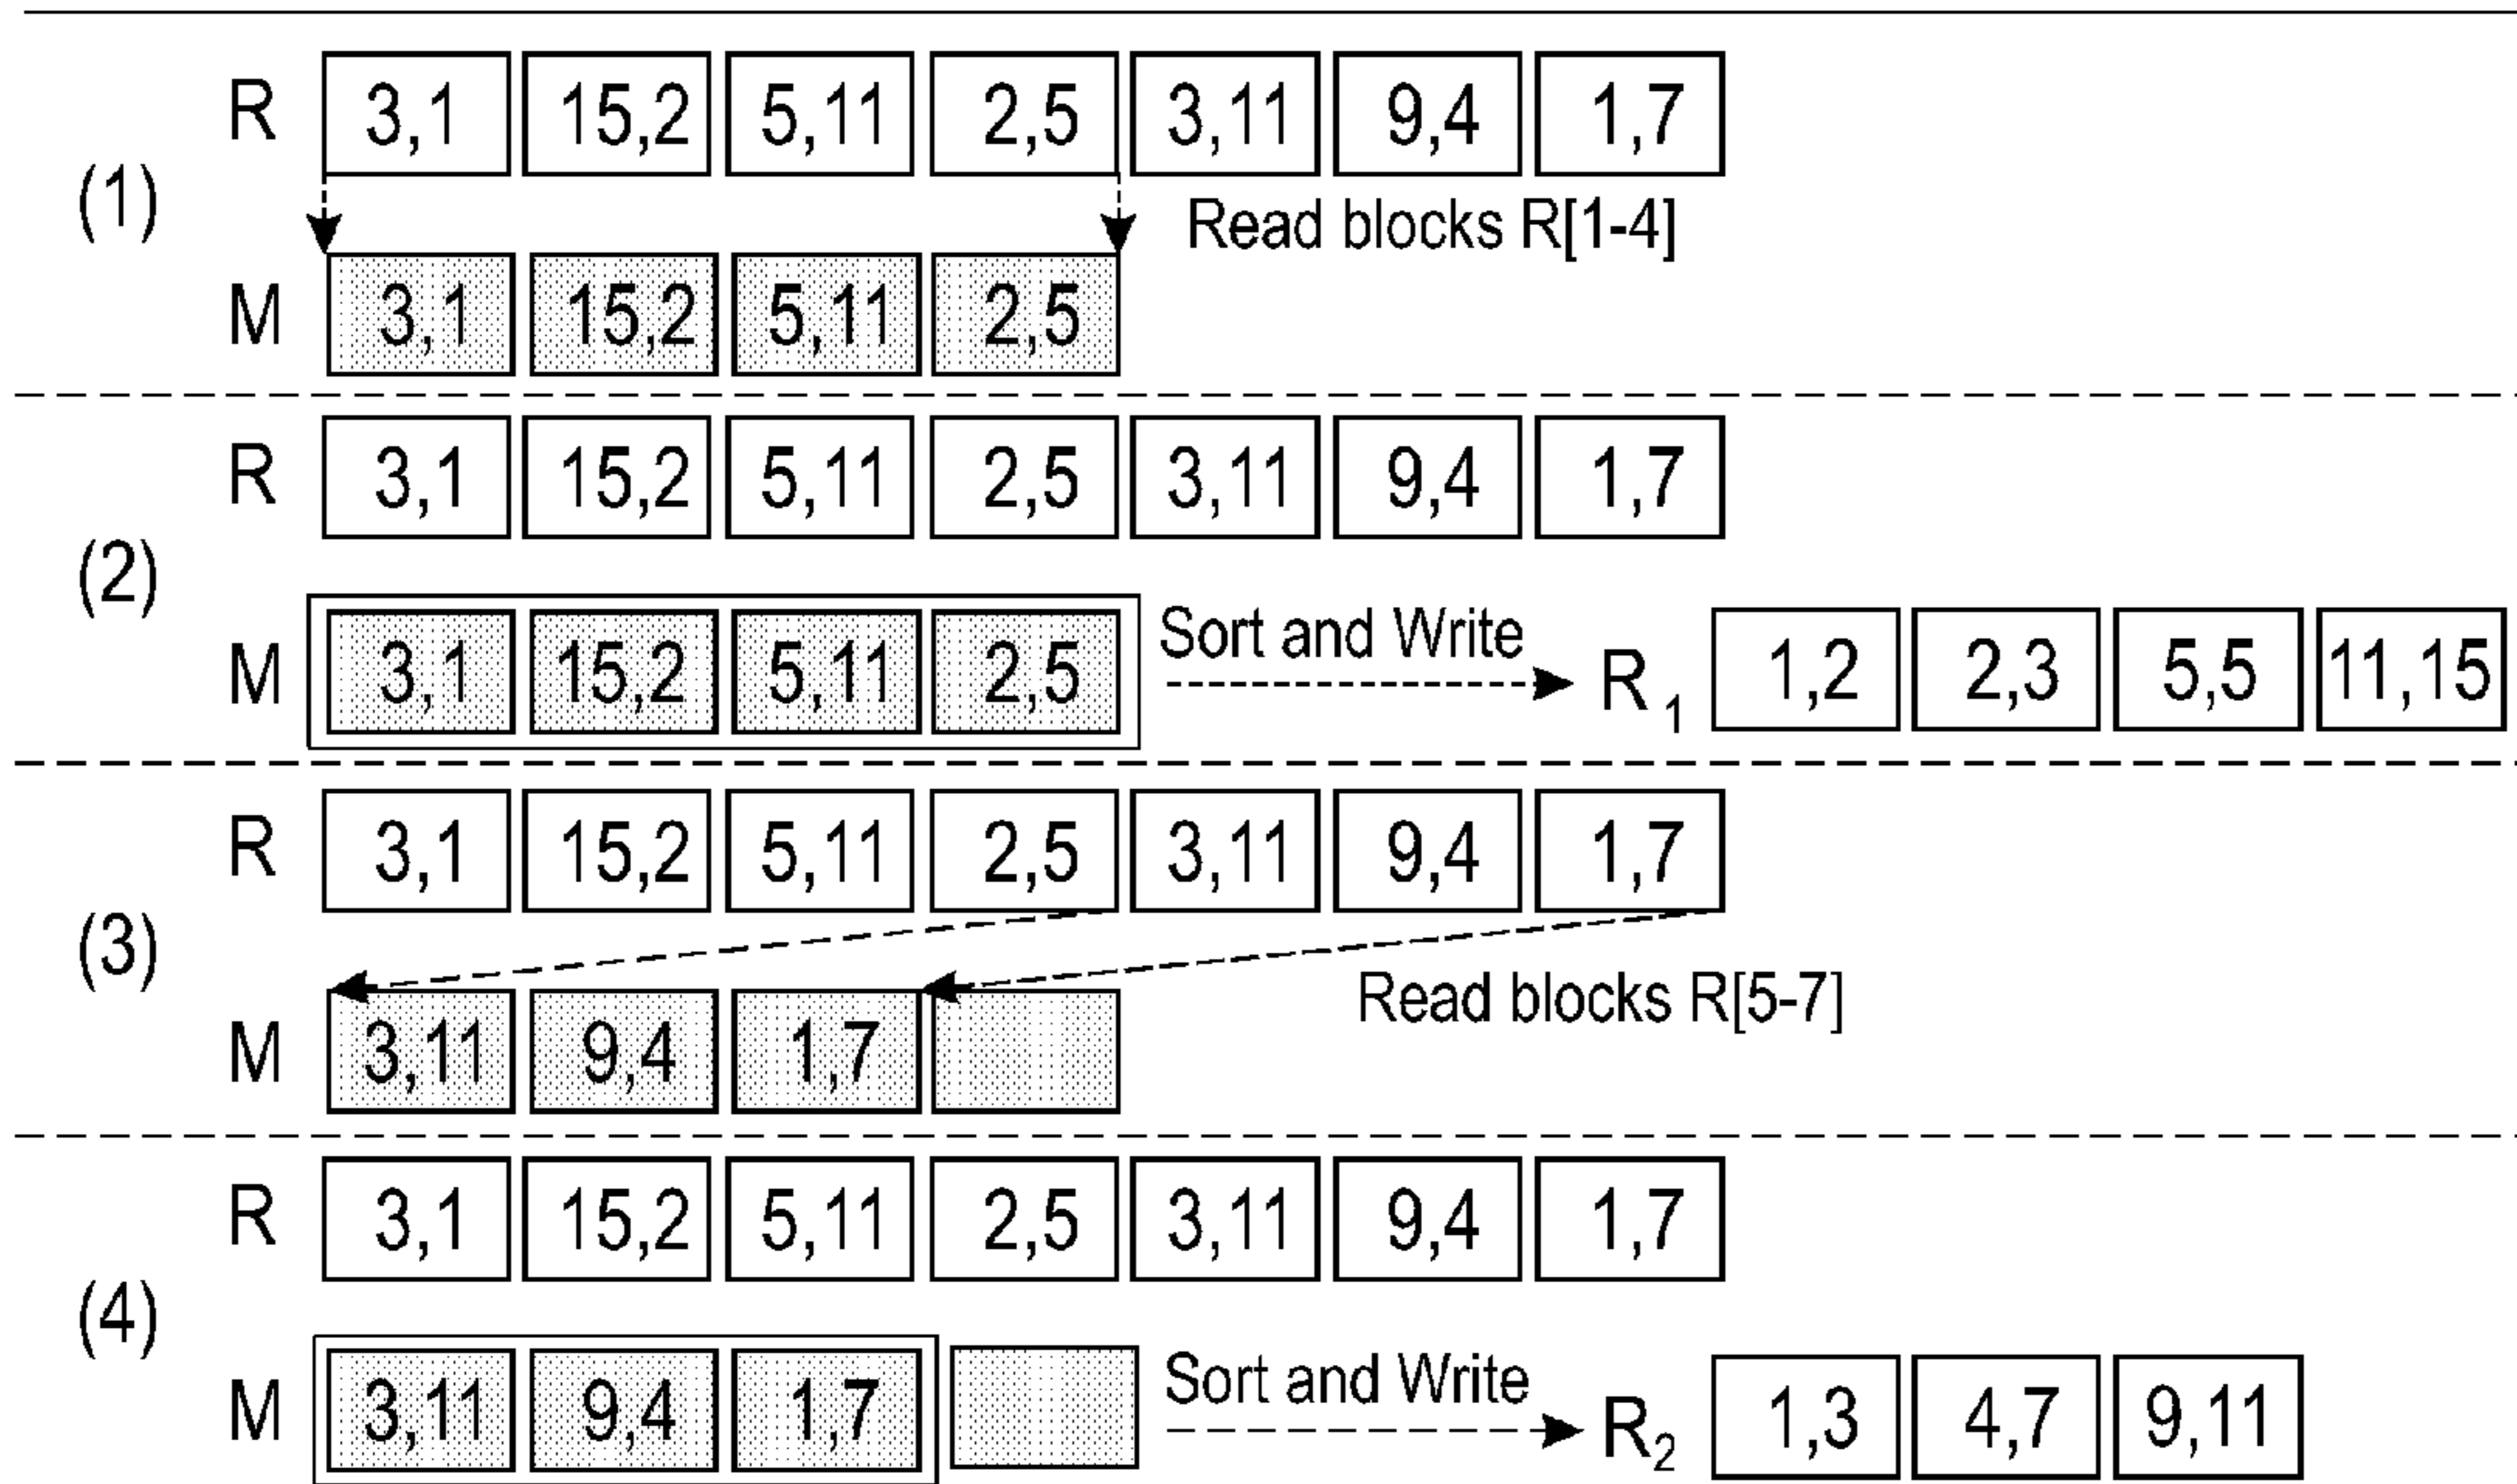 (1)
R 3,1 15,2 5,11 2,5 3,11 9,4 1,7
Read blocks R[1-4]
M 3,1 15,2 5,11 2,5
(2)
R 3,1 15,2 5,11 2,5 3,11 9,4 1,7
M 3,1 15,2 5,11 2,5 Sort and Write R1 1,2 2,3 5,5 11,15
(3)
R 3,1 15,2 5,11 2,5 3,11 9,4 1,7
Read blocks R[5-7]
M 3,11 9,4 1,7
(4)
R 3,1 15,2 5,11 2,5 3,11 9,4 1,7
M 3,11 9,4 1,7 Sort and Write R2 1,3 4,7 9,11